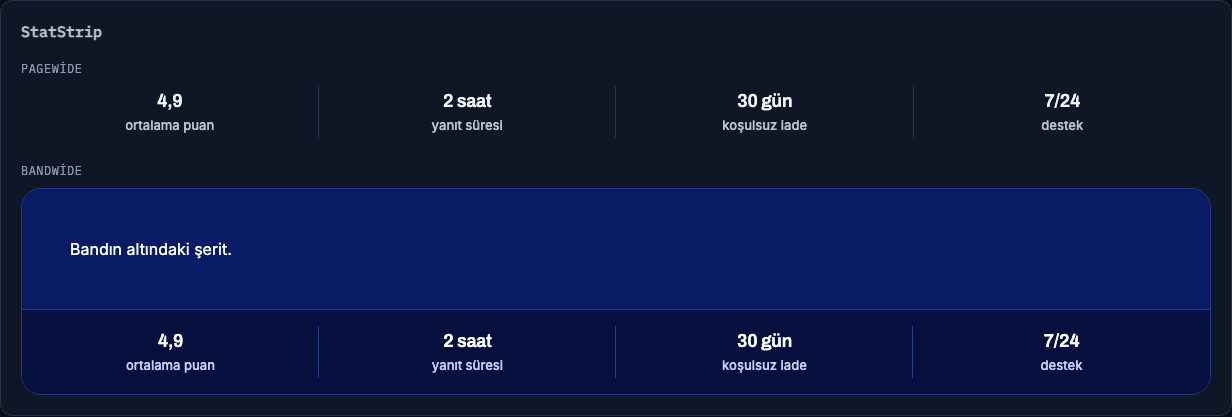 StatStrip
PAGEWİDE
4,9
ortalama puan
2 saat
yanıt süresi
30 gün
koşulsuz iade
7/24
destek
BANDWİDE
Bandın altındaki şerit.
4,9
ortalama puan
2 saat
yanıt süresi
30 gün
koşulsuz iade
7/24
destek